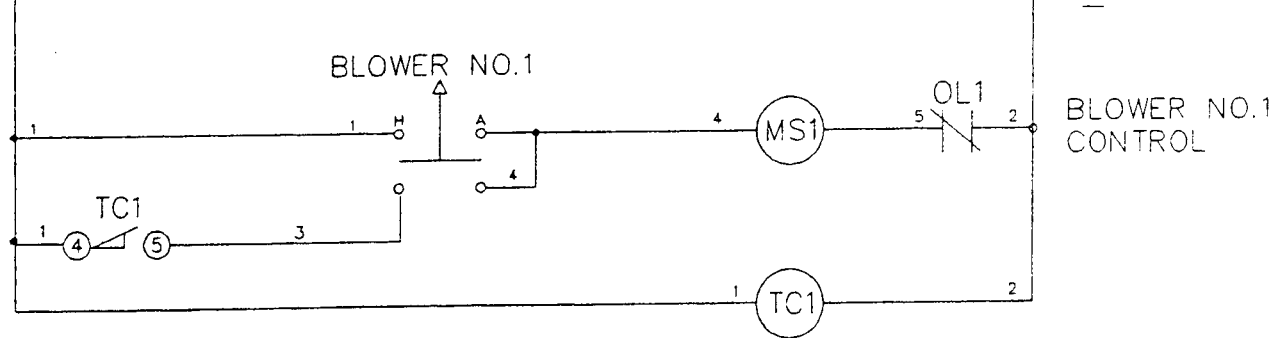 BLOWER NO.1
1 1 H A 4 MS1 5 OL1 2
BLOWER NO.1
CONTROL
4
TC1
1 4 5 3
1 TC1 2